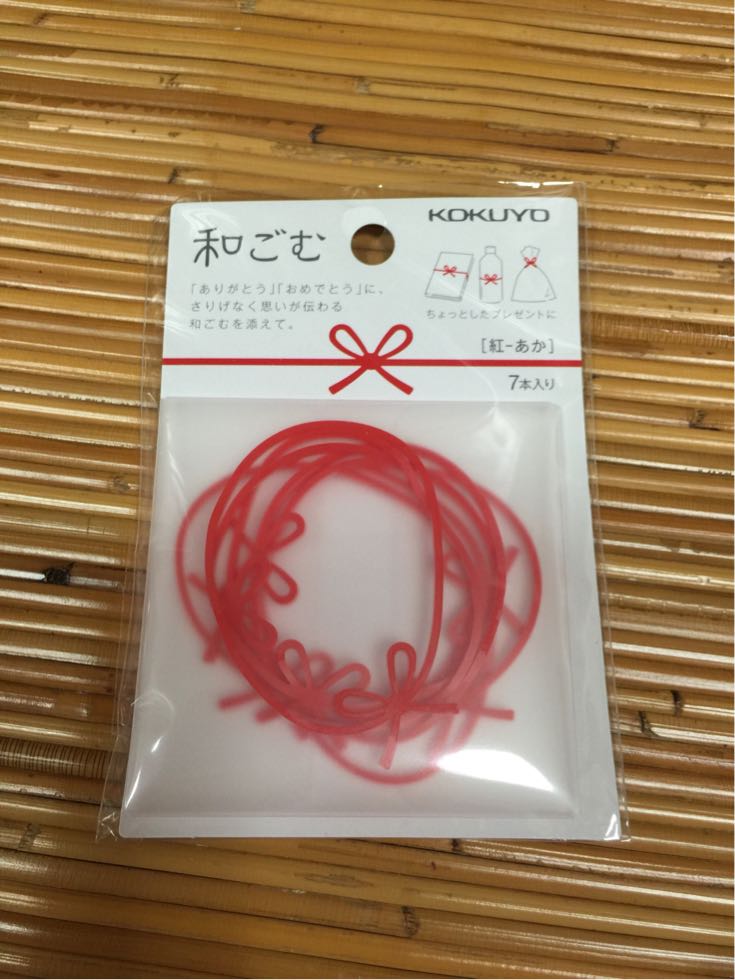 和ごむ
「ありがとう」「おめでとう」に、
さりげなく思いが伝わる
和ごむを添えて。
KOKUYO
ちょっとしたプレゼントに
[紅-あか]
7本入り